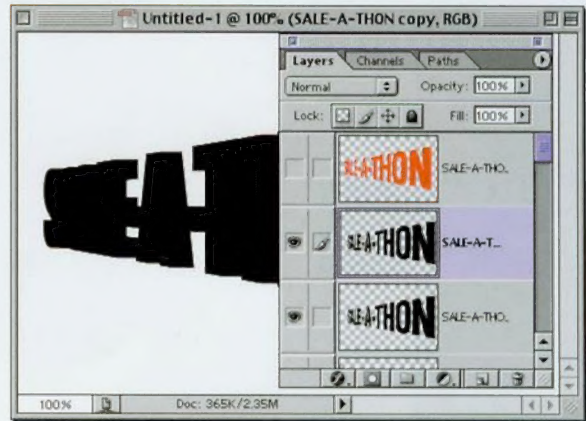 Untitled-1 @ 100% (SALE-A-THON copy, RGB)
Layers Channels Paths
Normal Opacity: 100%
Lock: Fill: 100%
SALE-A-THON SALE-A-THO...
SALE-A-THON SALE-A-T...
SALE-A-THON SALE-A-THO...
SALE-A-TH
100% Doc: 365K/2.35M